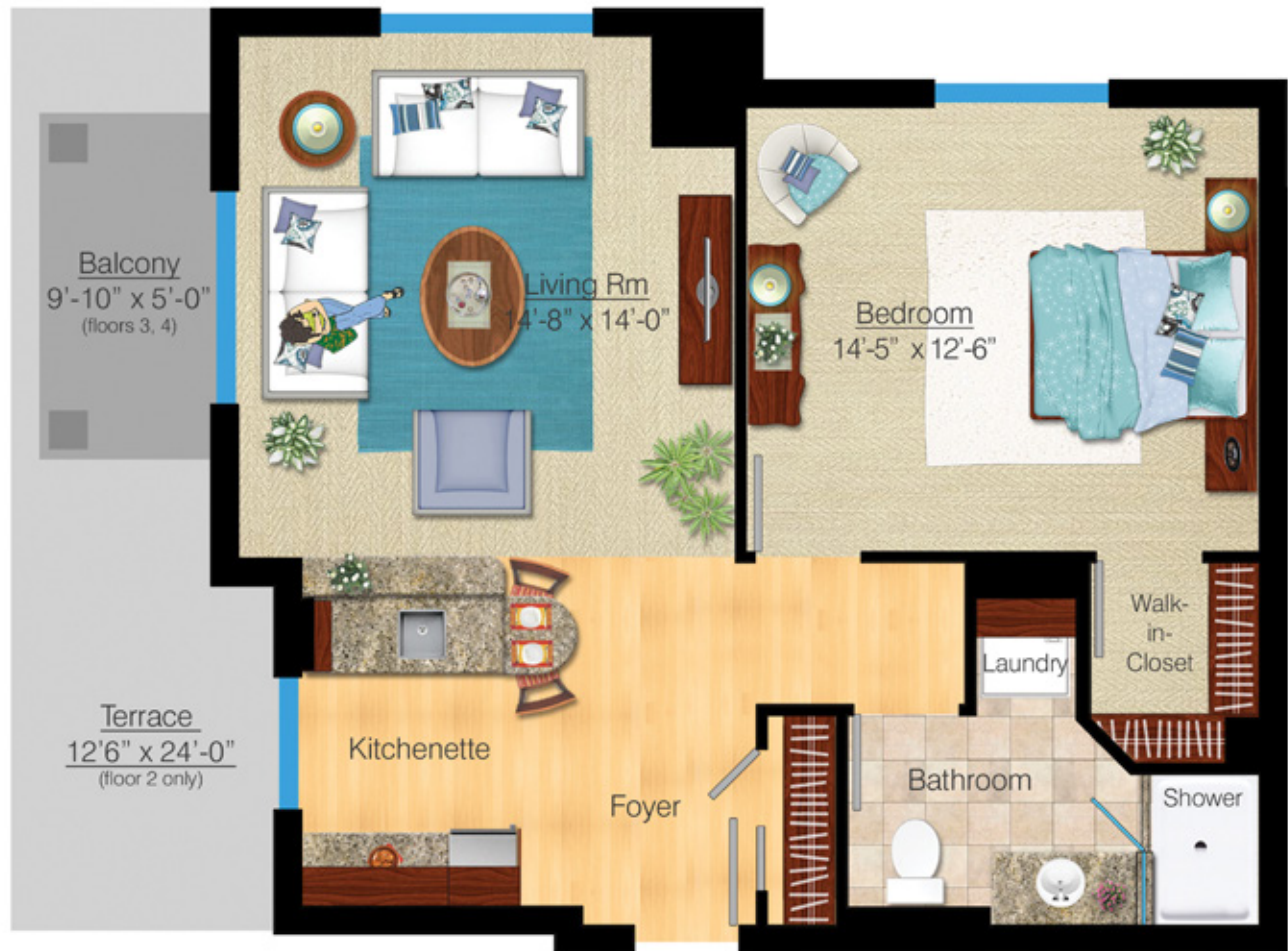 Balcony
9'-10" x 5'-0"
(floors 3, 4)
Living Rm
14'-8" x 14'-0"
Bedroom
14'-5" x 12'-6"
Walk-
in-
Closet
Laundry
Terrace
12'6" x 24'-0"
(floor 2 only)
Kitchenette
Foyer
Bathroom
Shower